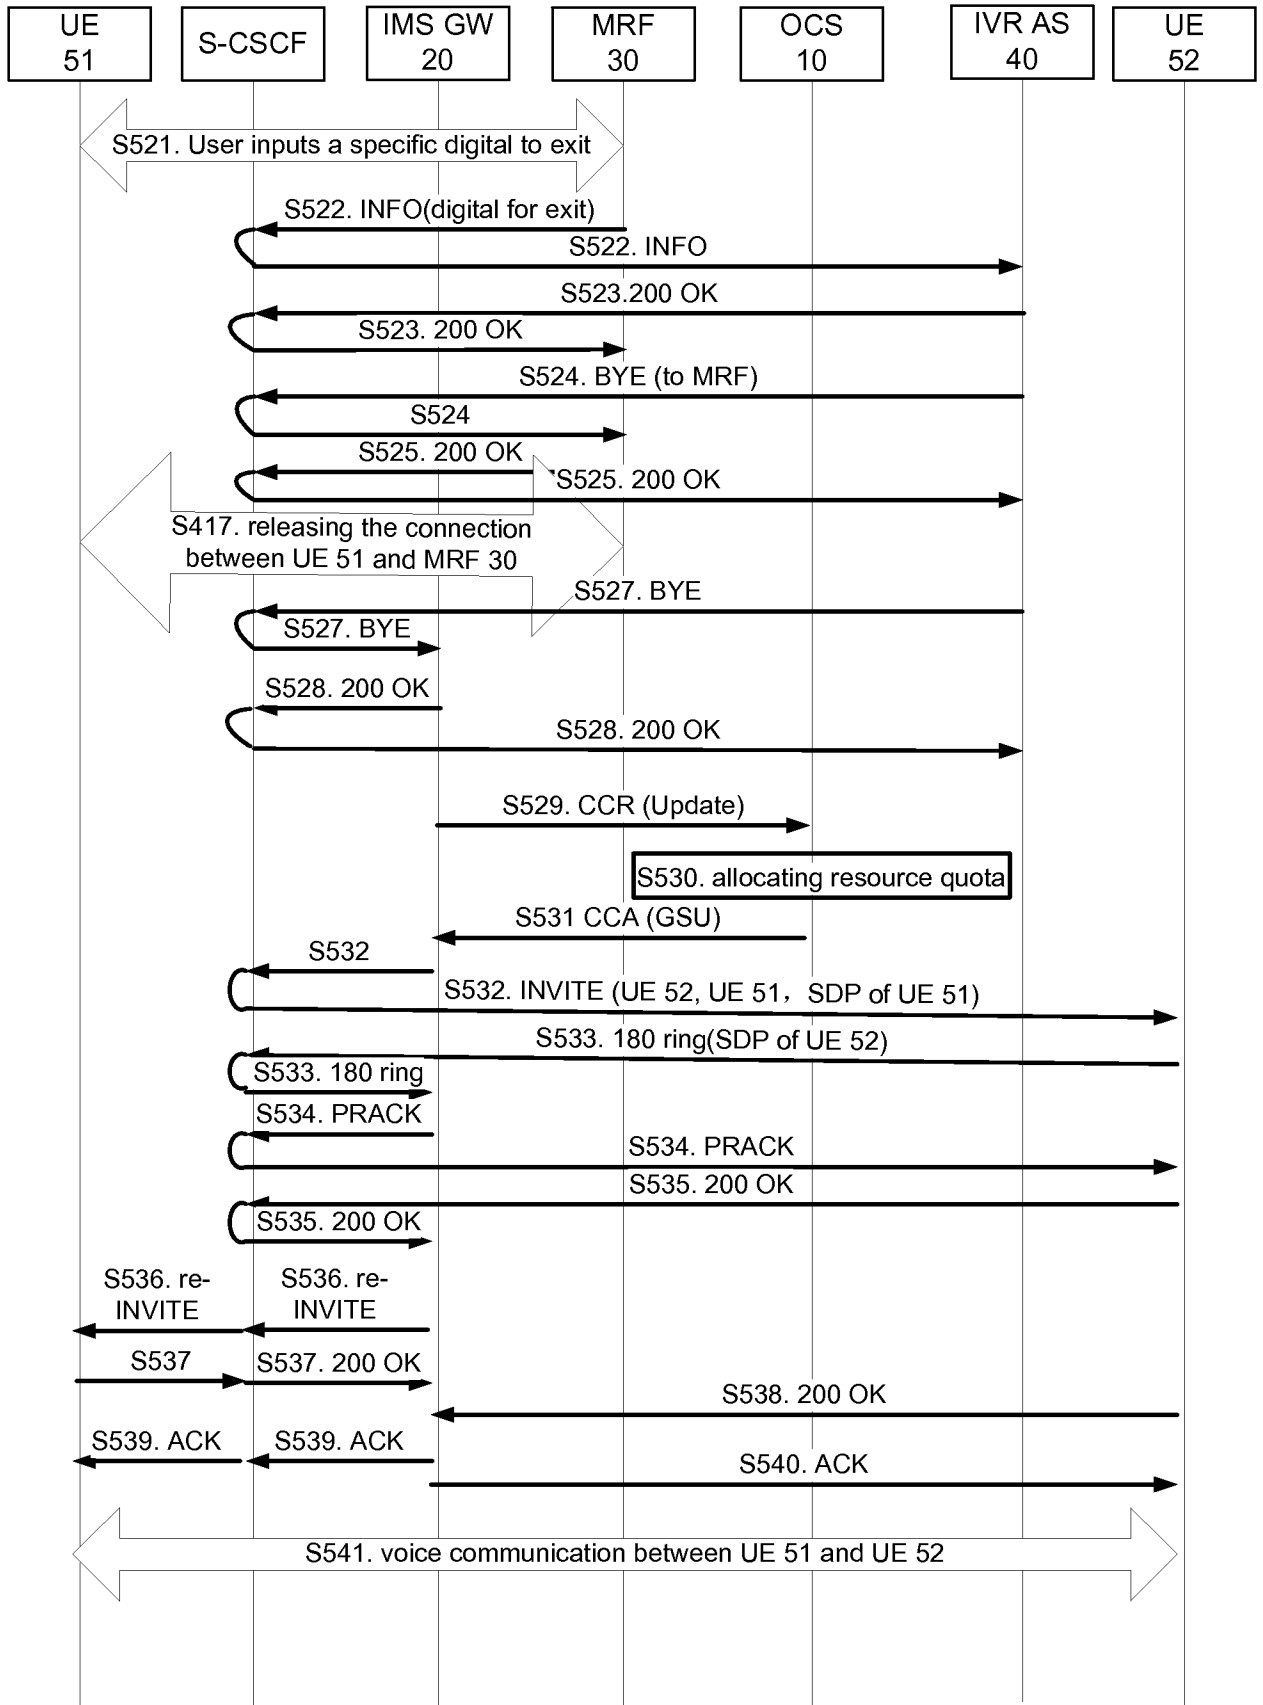 UE
51
S-CSCF
IMS GW
20
MRF
30
OCS
10
IVR AS
40
UE
52
S521. User inputs a specific digital to exit
S522. INFO(digital for exit)
S522. INFO
S523.200 OK
S523. 200 OK
S524. BYE (to MRF)
S524
S525. 200 OK
S525. 200 OK
S417. releasing the connection
between UE 51 and MRF 30
S527. BYE
S527. BYE
S528. 200 OK
S528. 200 OK
S529. CCR (Update)
S530. allocating resource quota
S531 CCA (GSU)
S532
S532. INVITE (UE 52, UE 51，SDP of UE 51)
S533. 180 ring(SDP of UE 52)
S533. 180 ring
S534. PRACK
S534. PRACK
S535. 200 OK
S535. 200 OK
S536. re-
INVITE
S536. re-
INVITE
S537
S537. 200 OK
S538. 200 OK
S539. ACK
S539. ACK
S540. ACK
S541. voice communication between UE 51 and UE 52